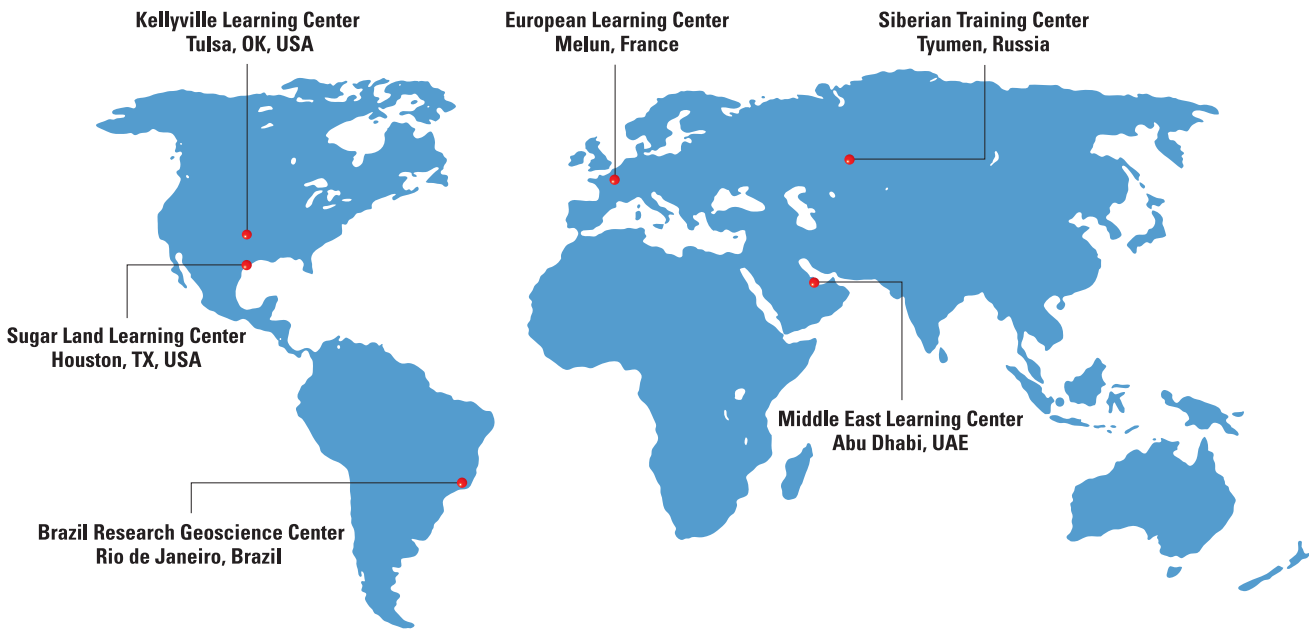 Kellyville Learning Center
Tulsa, OK, USA
European Learning Center
Melun, France
Siberian Training Center
Tyumen, Russia
Sugar Land Learning Center
Houston, TX, USA
Middle East Learning Center
Abu Dhabi, UAE
Brazil Research Geoscience Center
Rio de Janeiro, Brazil